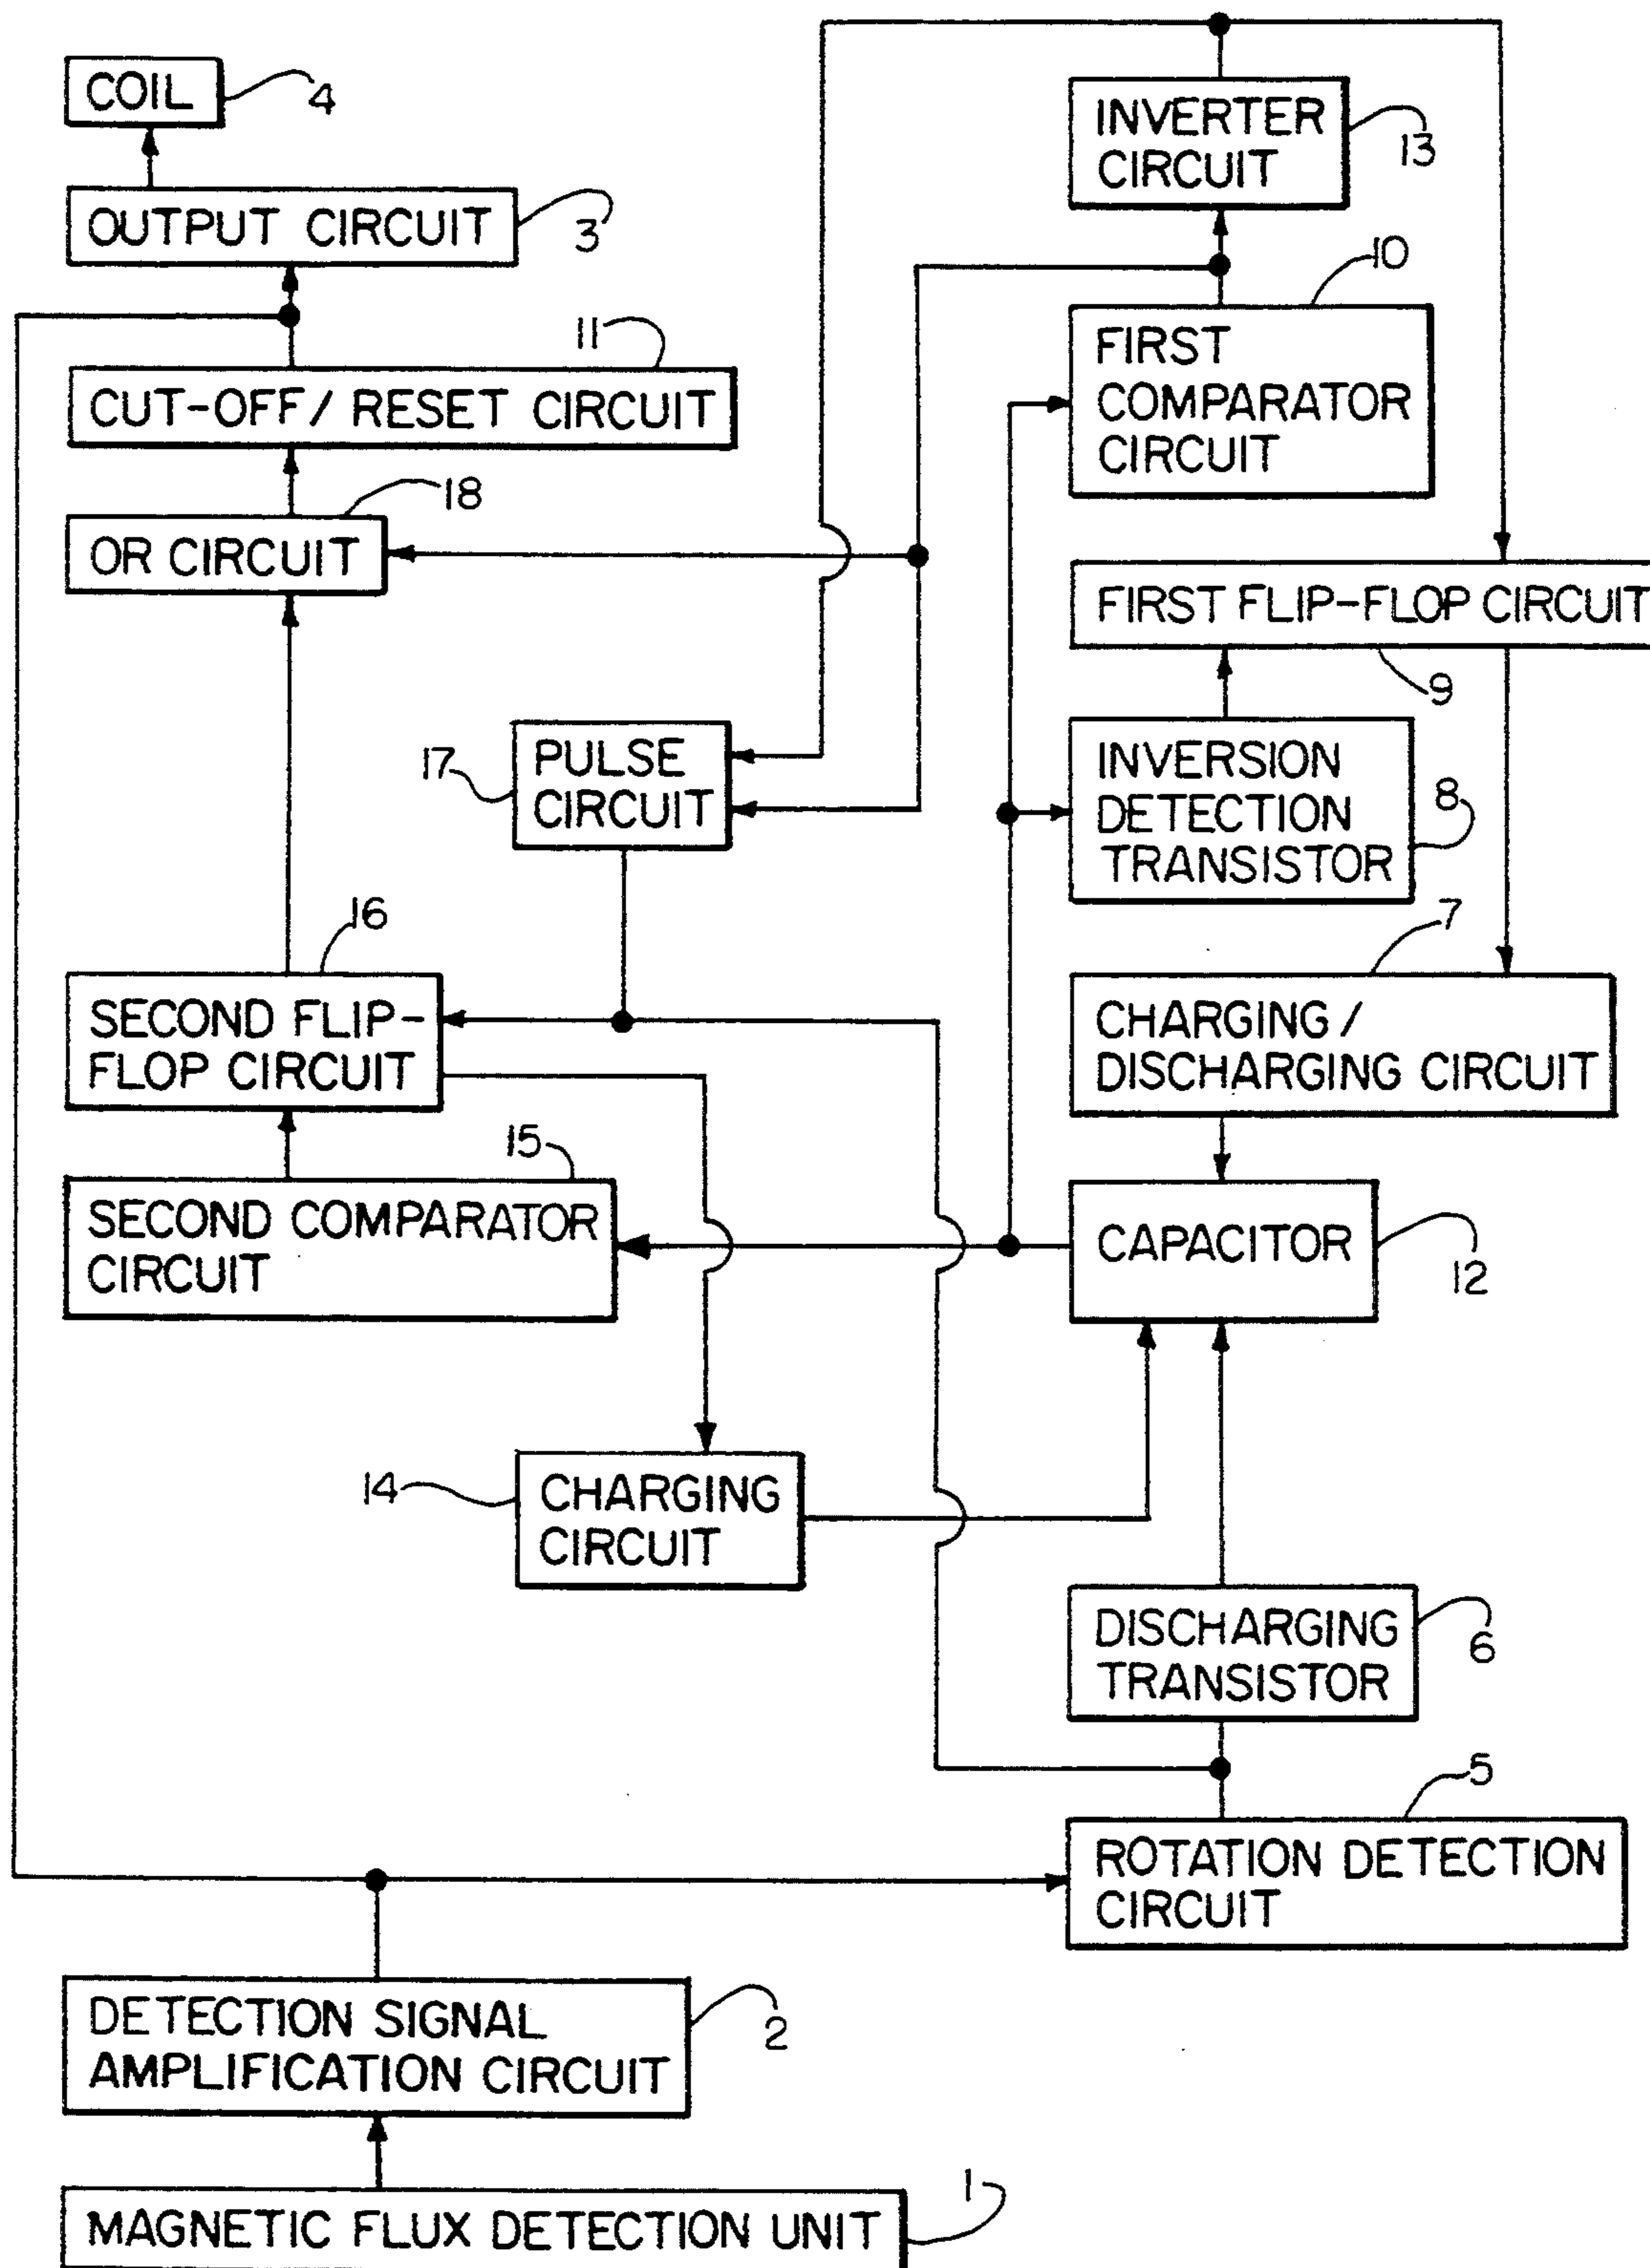 COIL
4
OUTPUT CIRCUIT
3
11
CUT-OFF/ RESET CIRCUIT
18
OR CIRCUIT
INVERTER
CIRCUIT
13
10
FIRST
COMPARATOR
CIRCUIT
FIRST FLIP-FLOP CIRCUIT
9
17
PULSE
CIRCUIT
INVERSION
DETECTION
TRANSISTOR
8
16
SECOND FLIP-
FLOP CIRCUIT
7
CHARGING /
DISCHARGING CIRCUIT
15
SECOND COMPARATOR
CIRCUIT
CAPACITOR
12
14
CHARGING
CIRCUIT
DISCHARGING
TRANSISTOR
6
5
ROTATION DETECTION
CIRCUIT
DETECTION SIGNAL
AMPLIFICATION CIRCUIT
2
1
MAGNETIC FLUX DETECTION UNIT